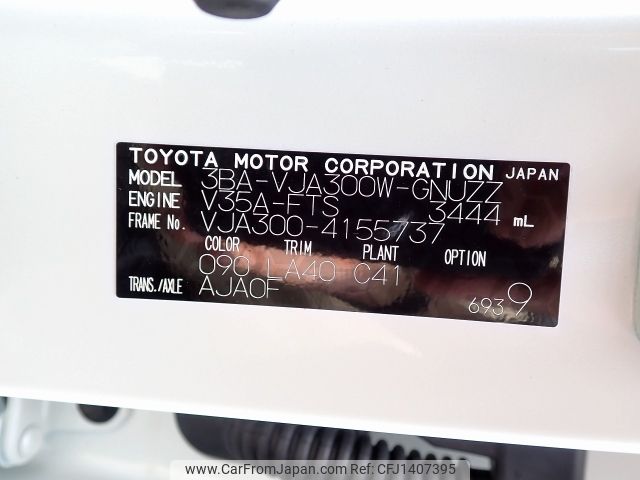 TOYOTA MOTOR CORPORATION JAPAN
MODEL 3BA-VJA300W-GNUZZ
ENGINE V35A-FTS 3444 mL
FRAME No. VJA300-4155737
COLOR TRIM PLANT OPTION
090 LA40 C41
TRANS./AXLE AJA0F
6939
www.CarFromJapan.com Ref:CFJ1407395